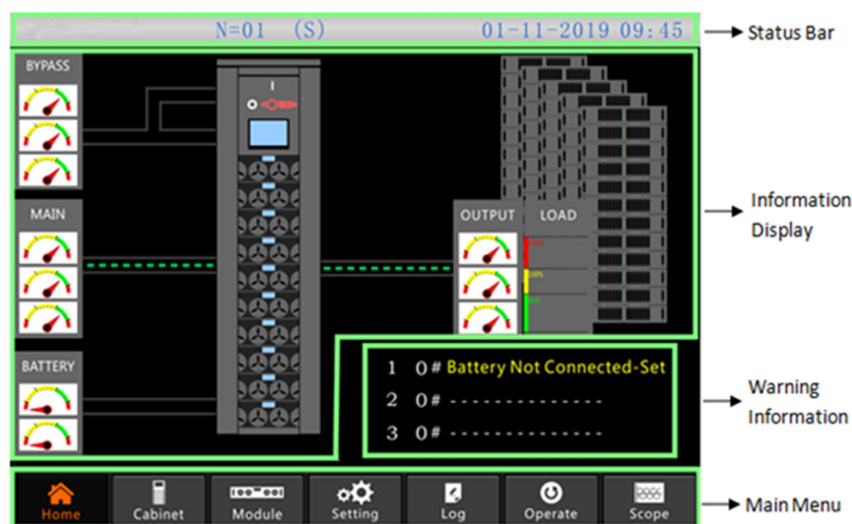 N=01 (S) 01-11-2019 09:45
Status Bar
BYPASS
MAIN
BATTERY
OUTPUT LOAD
100%
Information
Display
1 0# Battery Not Connected-Set
2 0# - - - - - - - - - - - - - -
3 0# - - - - - - - - - - - - - -
Warning
Information
Home Cabinet Module Setting Log Operate Scope
Main Menu